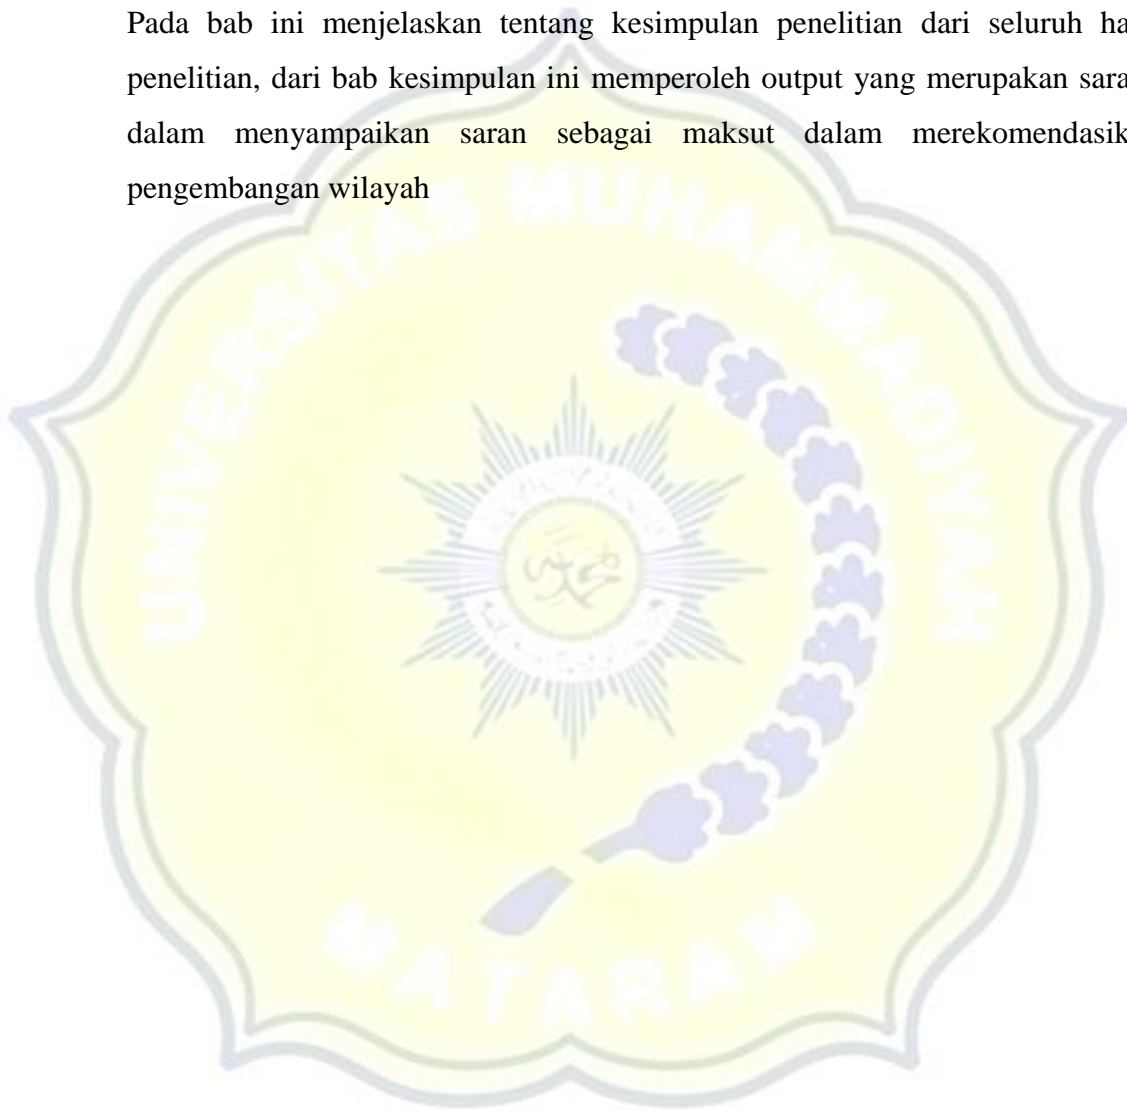 Pada bab ini menjelaskan tentang kesimpulan penelitian dari seluruh ha
penelitian, dari bab kesimpulan ini memperoleh output yang merupakan sara
dalam menyampaikan saran sebagai maksut dalam merekomendasik
pengembangan wilayah
UNIVERSITAS MUHAMMADIYAH
MATARAM